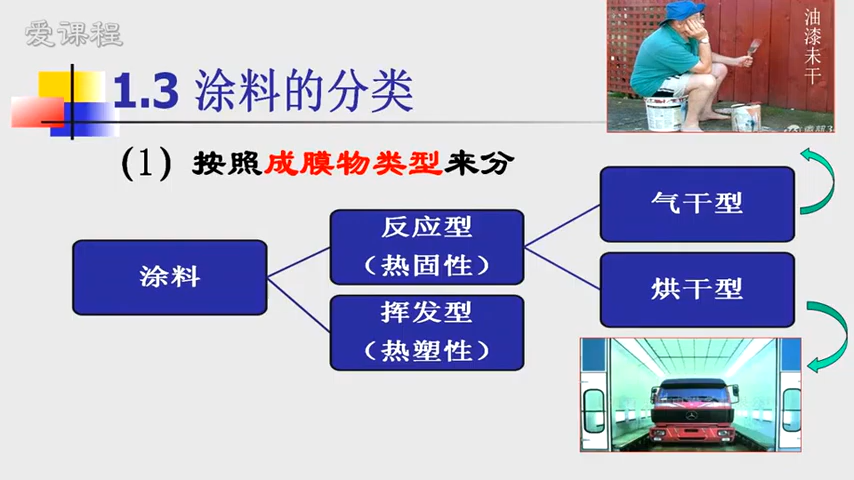 爱课程
油漆未干
1.3 涂料的分类
(1) 按照成膜物类型来分
涂料
反应型
（热固性）
挥发型
（热塑性）
气干型
烘干型